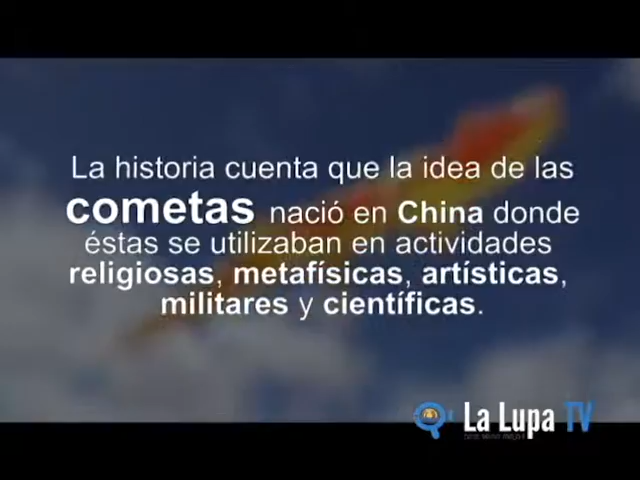 La historia cuenta que la idea de las
cometas nació en China donde
éstas se utilizaban en actividades
religiosas, metafísicas, artísticas,
militares y científicas.
La Lupa TV